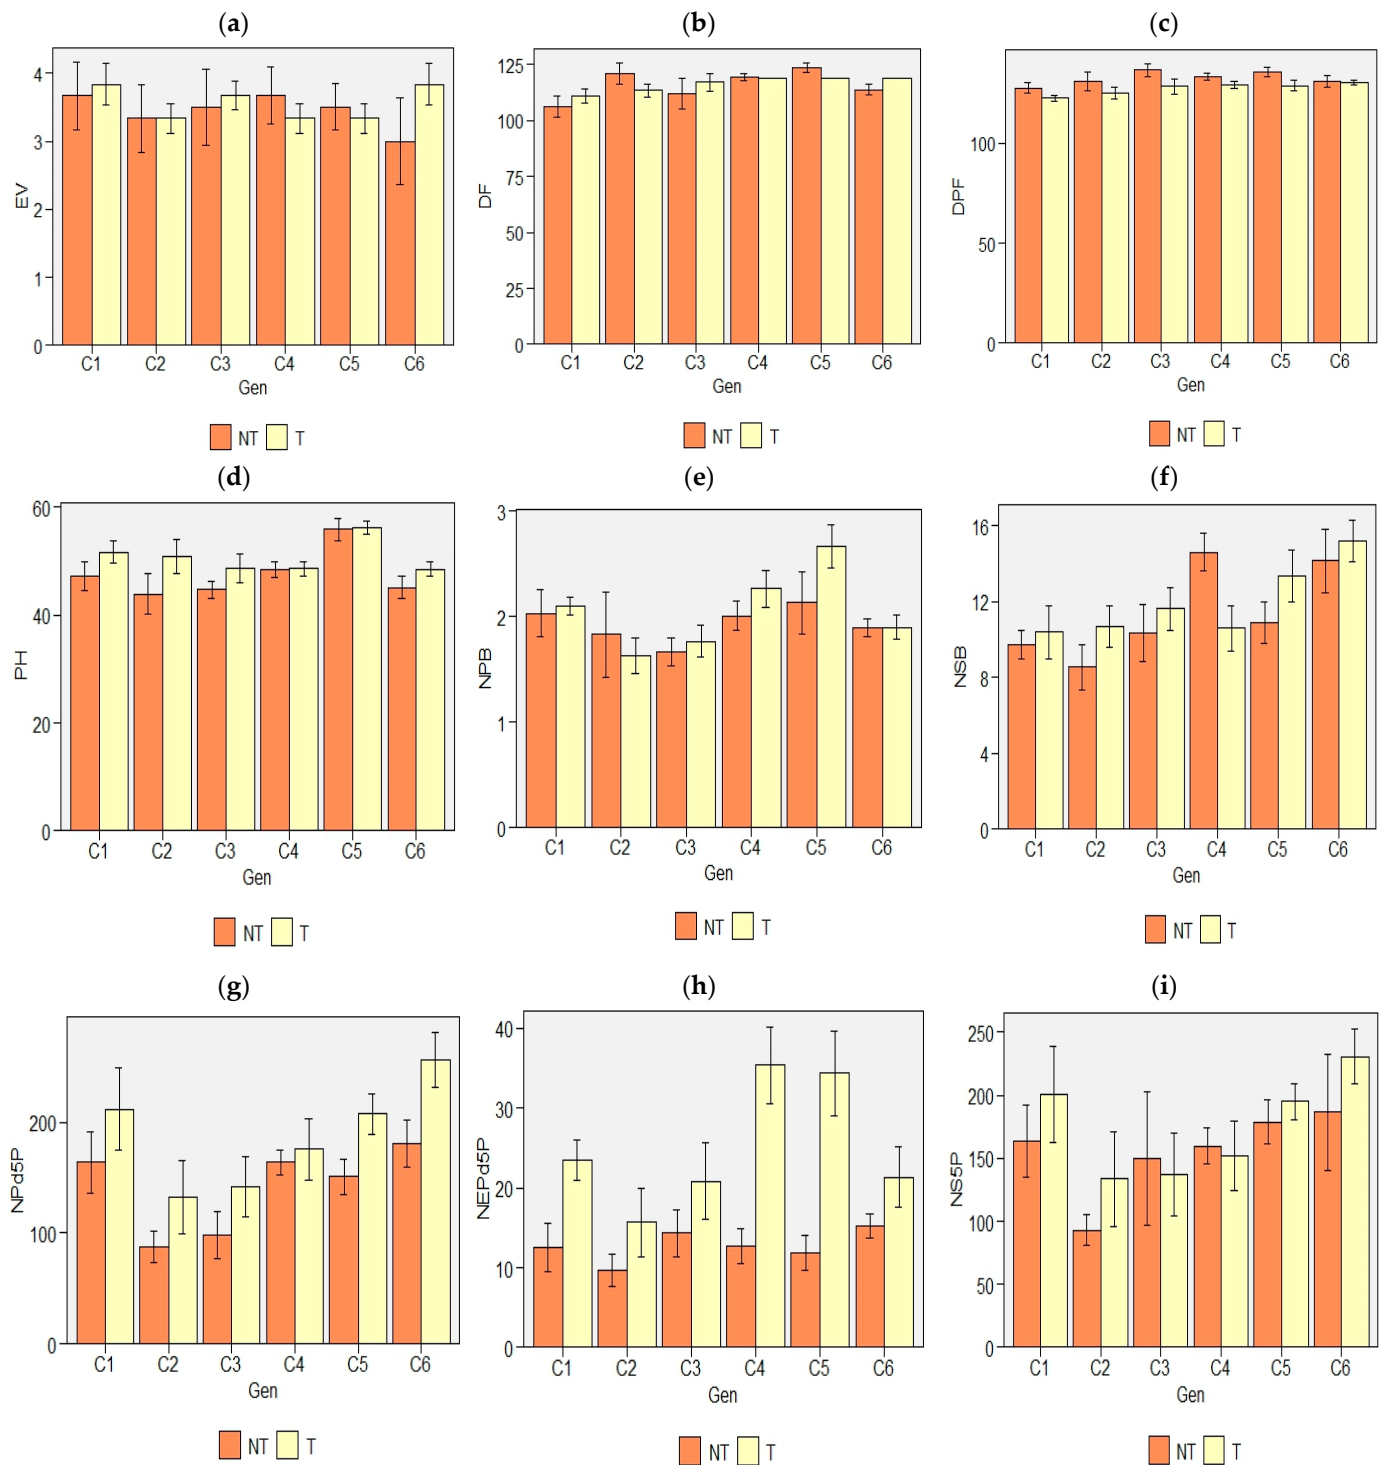 (a)
EV
4
3
2
1
0
C1 C2 C3 C4 C5 C6
Gen
NT T
(b)
DF
125
100
75
50
25
0
C1 C2 C3 C4 C5 C6
Gen
NT T
(c)
DPF
100
50
0
C1 C2 C3 C4 C5 C6
Gen
NT T
(d)
PH
60
40
20
0
C1 C2 C3 C4 C5 C6
Gen
NT T
(e)
NPB
3
2
1
0
C1 C2 C3 C4 C5 C6
Gen
NT T
(f)
NSB
16
12
8
4
0
C1 C2 C3 C4 C5 C6
Gen
NT T
(g)
NPd5P
200
100
0
C1 C2 C3 C4 C5 C6
Gen
NT T
(h)
NEPd5P
40
30
20
10
0
C1 C2 C3 C4 C5 C6
Gen
NT T
(i)
NS5P
250
200
150
100
50
0
C1 C2 C3 C4 C5 C6
Gen
NT T